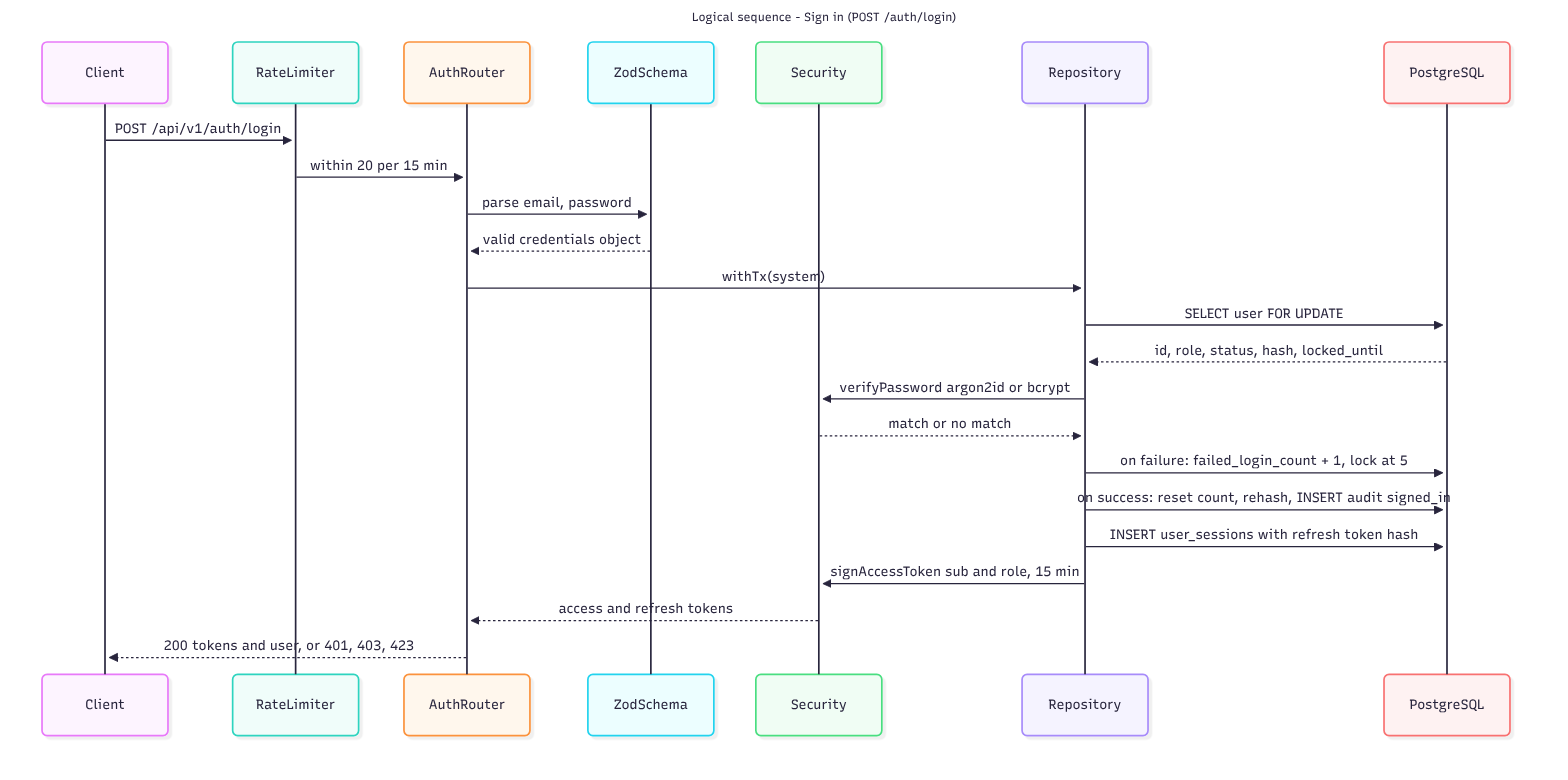 Logical sequence - Sign in (POST /auth/login)
Client
RateLimiter
AuthRouter
ZodSchema
Security
Repository
PostgreSQL
POST /api/v1/auth/login
within 20 per 15 min
parse email, password
valid credentials object
withTx(system)
SELECT user FOR UPDATE
id, role, status, hash, locked_until
verifyPassword argon2id or bcrypt
match or no match
on failure: failed_login_count + 1, lock at 5
on success: reset count, rehash, INSERT audit signed_in
INSERT user_sessions with refresh token hash
signAccessToken sub and role, 15 min
access and refresh tokens
200 tokens and user, or 401, 403, 423
Client
RateLimiter
AuthRouter
ZodSchema
Security
Repository
PostgreSQL